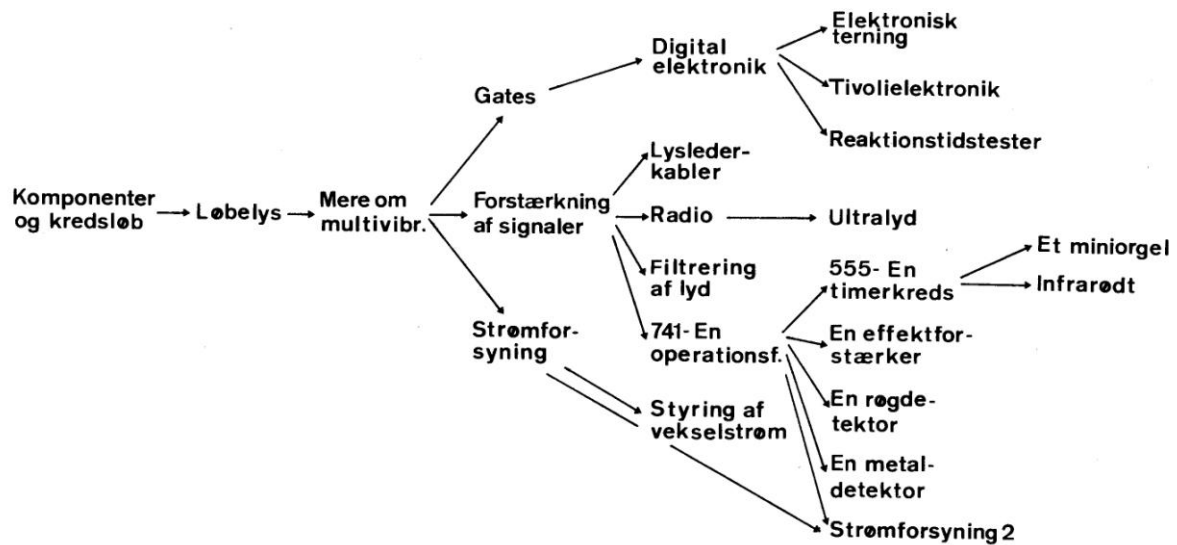 Komponenter
og kredsløb
Løbelys
Mere om
multivibr.
Gates
Forstærkning
af signaler
Strømfor-
syning
Digital
elektronik
Lysleder-
kabler
Radio
Filtrering
af lyd
741- En
operationsf.
Styring af
vekselstrøm
Elektronisk
terning
Tivolielektronik
Reaktionstidstester
Ultralyd
555- En
timerkreds
En effektfor-
stærker
En røgde-
tektor
En metal-
detektor
Strømforsyning 2
Et miniorgel
Infrarødt